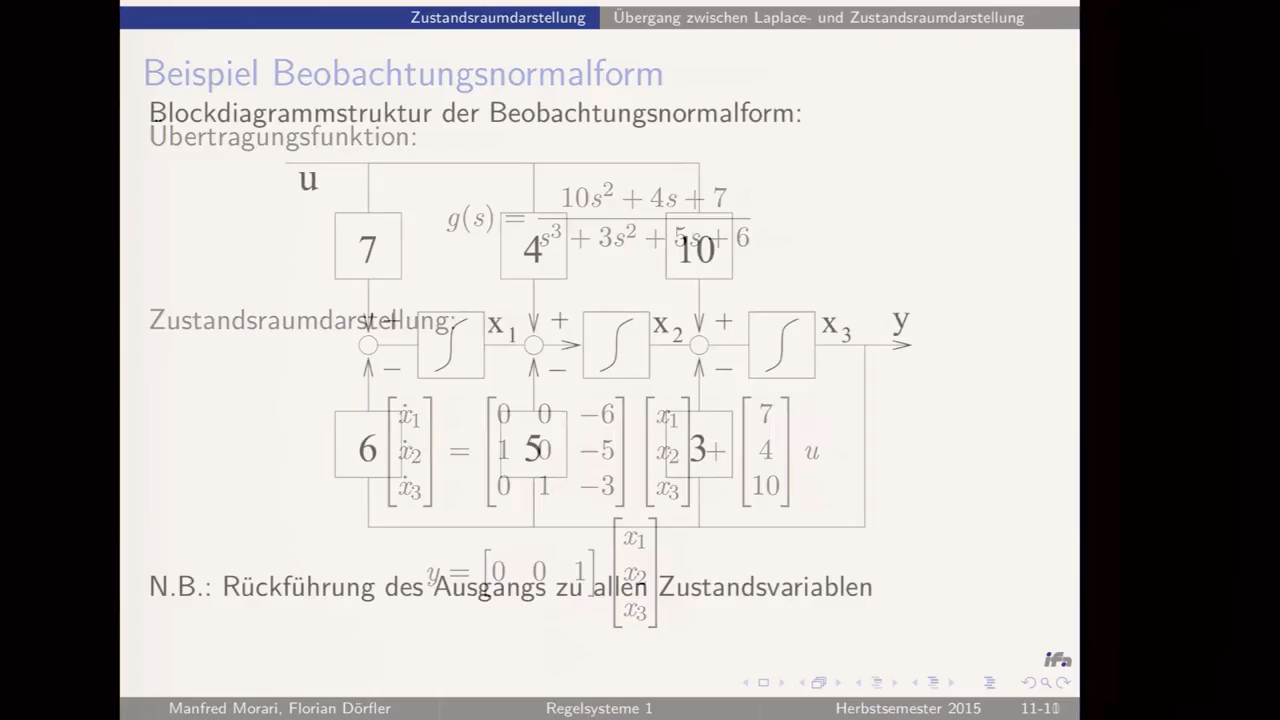 Zustandsraumdarstellung Übergang zwischen Laplace- und Zustandsraumdarstellung
Beispiel Beobachtungsnormalform
Blockdiagrammstruktur der Beobachtungsnormalform:
Übertragungsfunktion:
u
g(s) = 10s² + 4s + 7 / s³ + 3s² + 5s + 6
7 4 10
Zustandsraumdarstellung:
+ x₁ + x₂ + x₃ y
− − −
6 5 3
[ẋ₁ ẋ₂ ẋ₃] = [0 0 −6; 1 0 −5; 0 1 −3] [x₁ x₂ x₃] + [7 4 10] u
y = [0 0 1] [x₁ x₂ x₃]
N.B.: Rückführung des Ausgangs zu allen Zustandsvariablen
ifa
Manfred Morari, Florian Dörfler Regelsysteme 1 Herbstsemester 2015